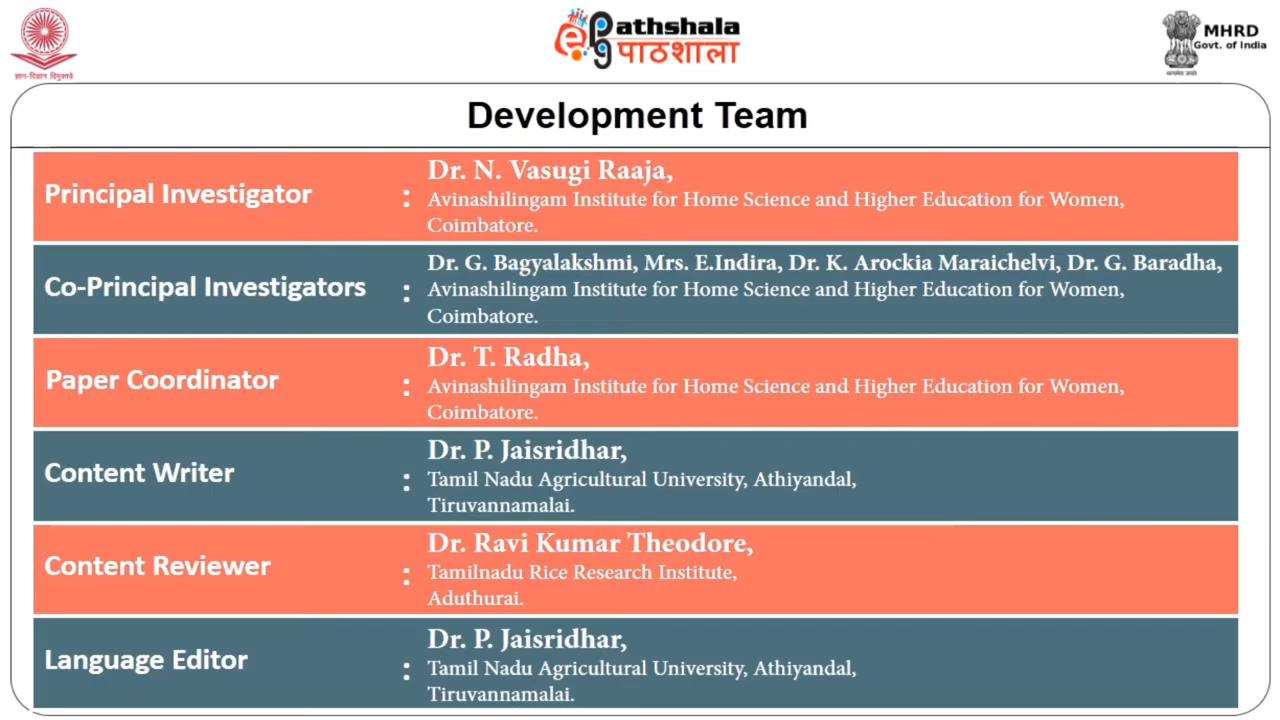 ज्ञान-विज्ञान विमुक्तये
ePathshala
पाठशाला
MHRD
Govt. of India
सत्यमेव जयते
Development Team
Principal Investigator : Dr. N. Vasugi Raaja,
Avinashilingam Institute for Home Science and Higher Education for Women,
Coimbatore.
Co-Principal Investigators : Dr. G. Bagyalakshmi, Mrs. E.Indira, Dr. K. Arockia Maraichelvi, Dr. G. Baradha,
Avinashilingam Institute for Home Science and Higher Education for Women,
Coimbatore.
Paper Coordinator : Dr. T. Radha,
Avinashilingam Institute for Home Science and Higher Education for Women,
Coimbatore.
Content Writer : Dr. P. Jaisridhar,
Tamil Nadu Agricultural University, Athiyandal,
Tiruvannamalai.
Content Reviewer : Dr. Ravi Kumar Theodore,
Tamilnadu Rice Research Institute,
Aduthurai.
Language Editor : Dr. P. Jaisridhar,
Tamil Nadu Agricultural University, Athiyandal,
Tiruvannamalai.